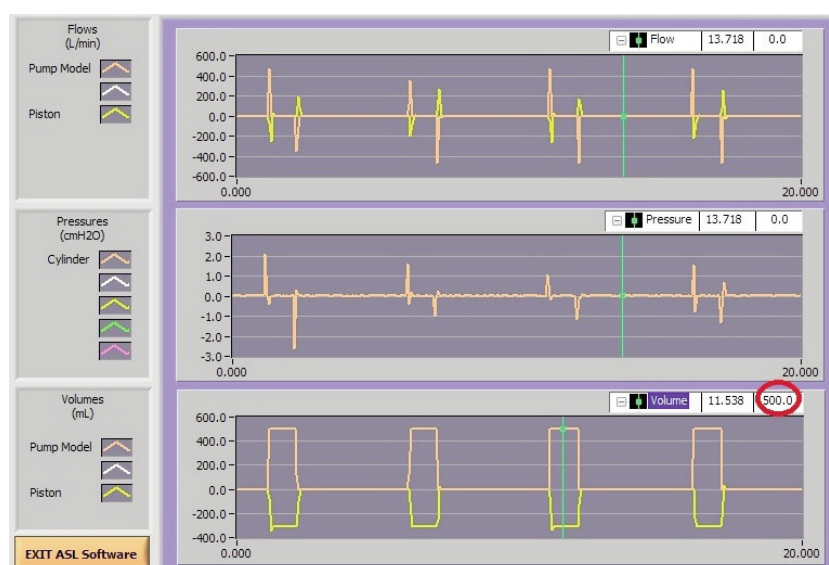 Flows
(L/min)
Pump Model
Piston
Flow 13.718 0.0
600.0
400.0
200.0
0.0
-200.0
-400.0
-600.0
0.000 20.000
Pressures
(cmH2O)
Cylinder
Pressure 13.718 0.0
3.0
2.0
1.0
0.0
-1.0
-2.0
-3.0
0.000 20.000
Volumes
(mL)
Pump Model
Piston
Volume 11.538 500.0
600.0
400.0
200.0
0.0
-200.0
-400.0
0.000 20.000
EXIT ASL Software